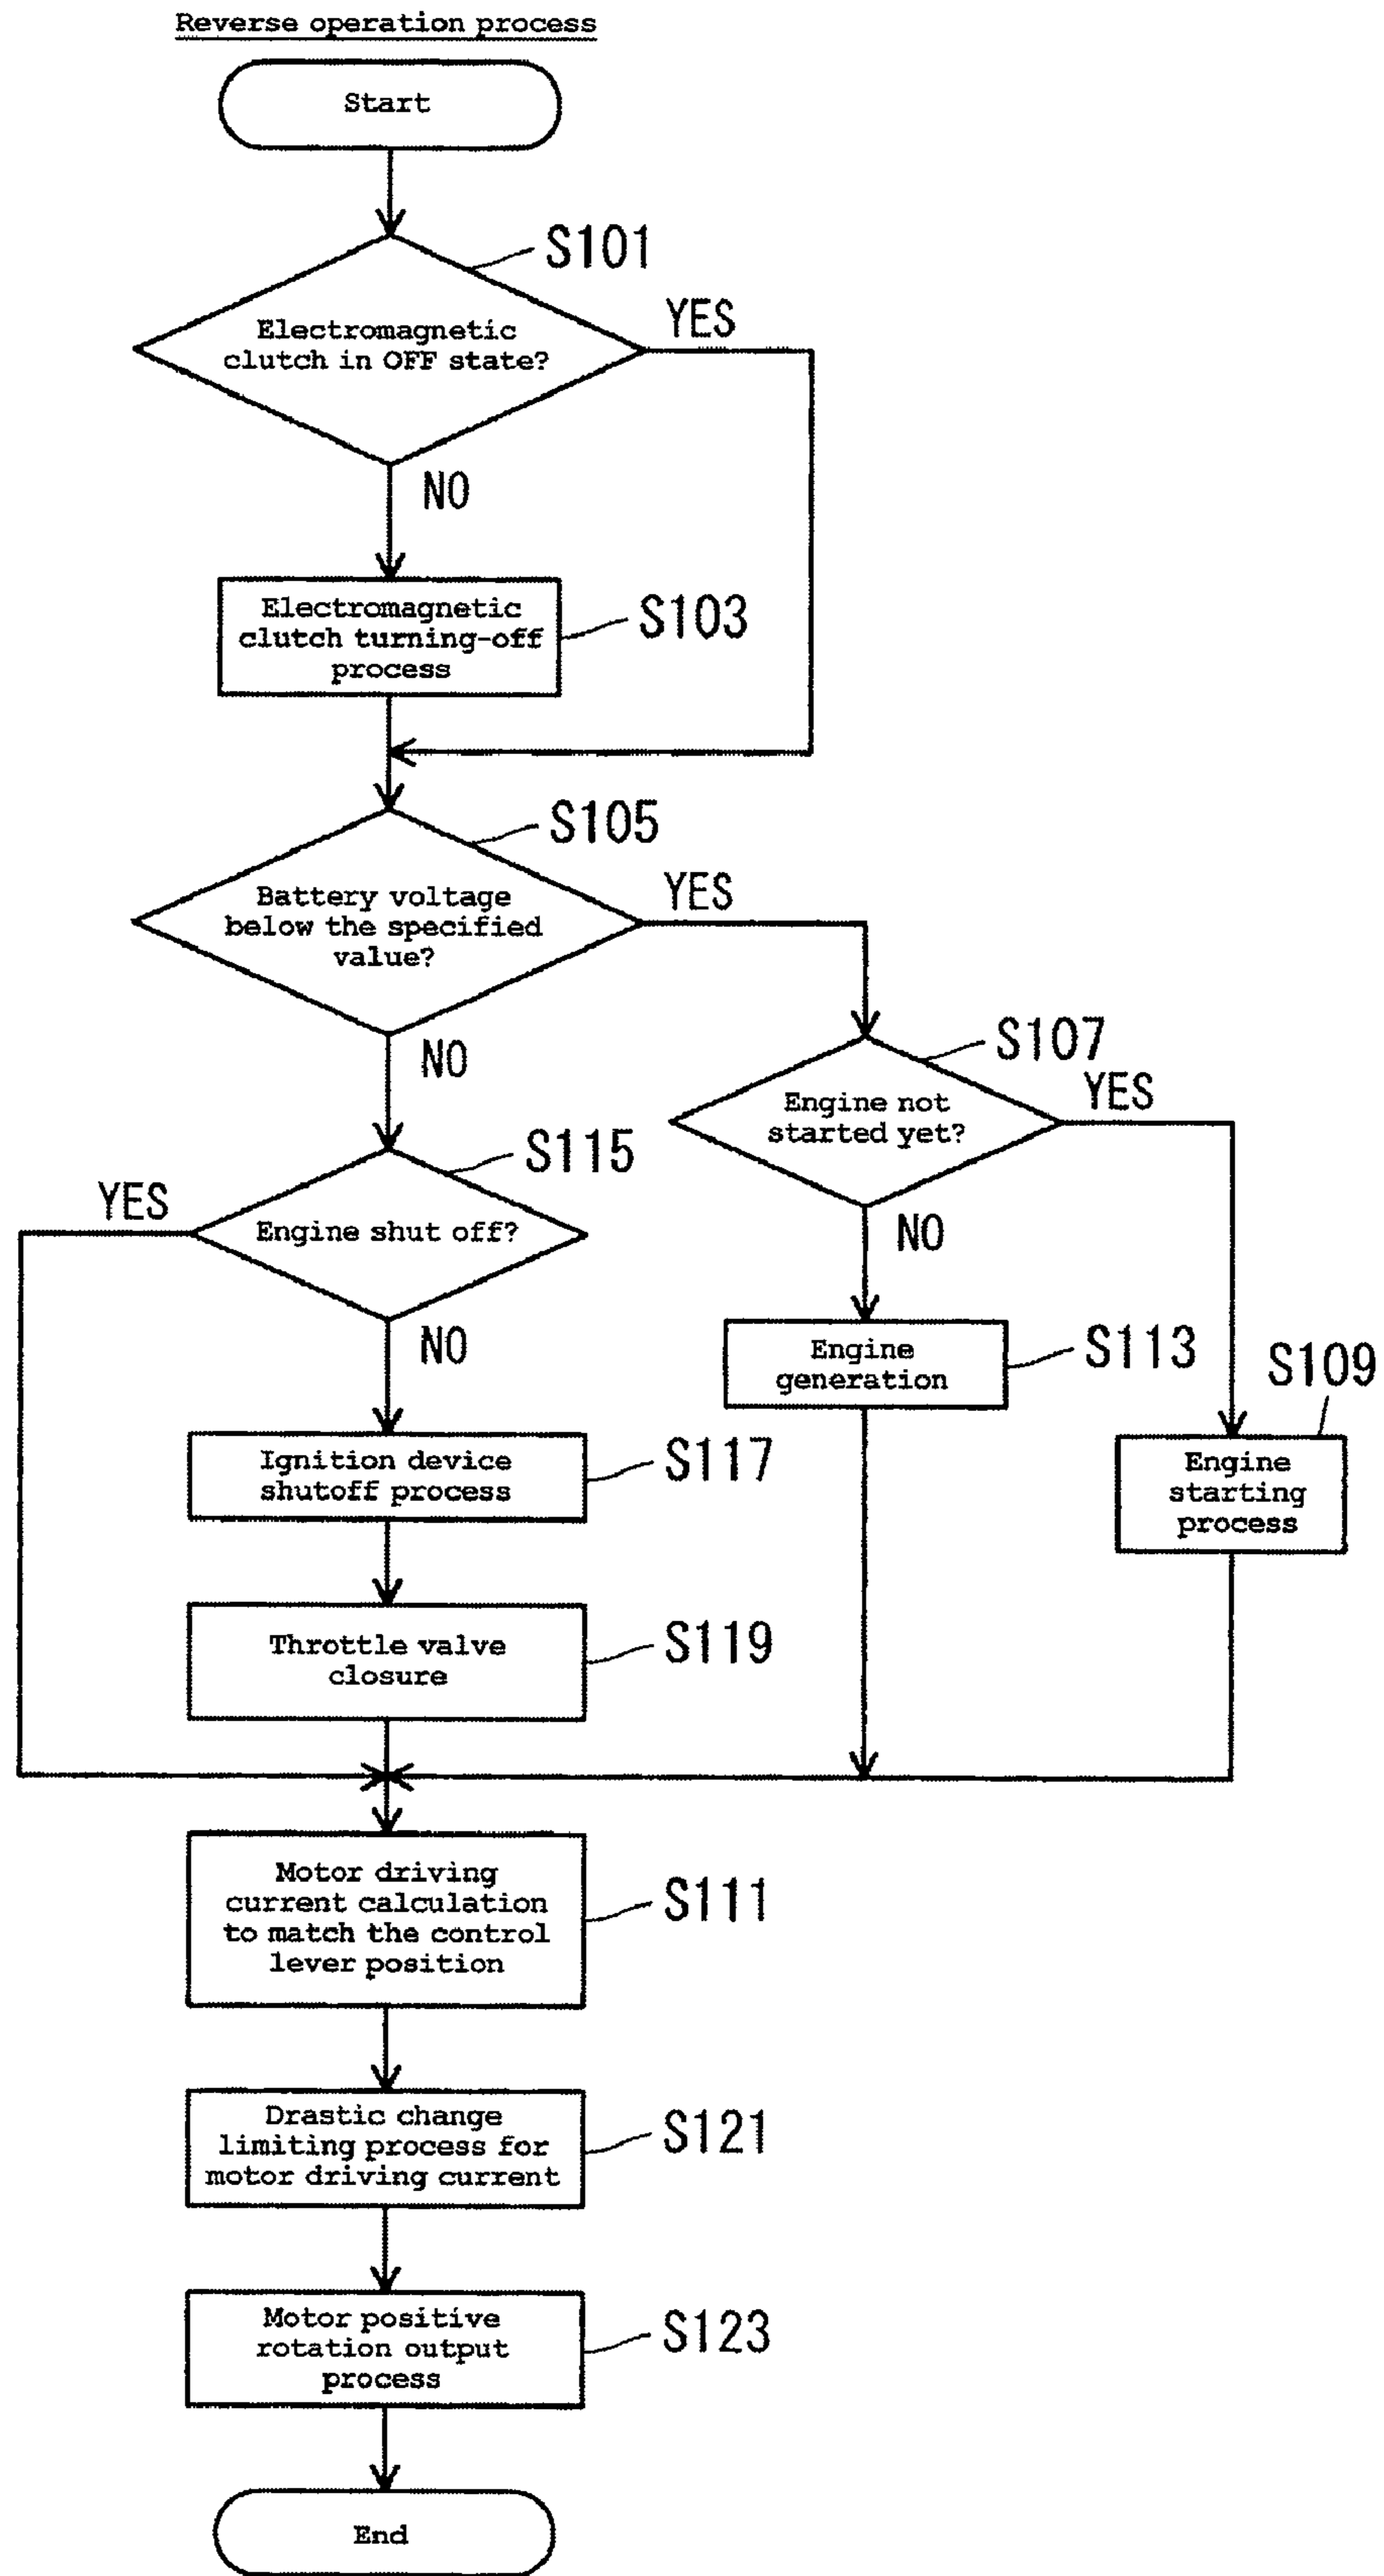 Reverse operation process
Start
S101
Electromagnetic
clutch in OFF state?
YES
NO
Electromagnetic
clutch turning-off
process
S103
S105
Battery voltage
below the specified
value?
YES
NO
S107
Engine not
started yet?
YES
NO
S115
YES
Engine shut off?
NO
Engine
generation
S113
S109
Engine
starting
process
Ignition device
shutoff process
S117
Throttle valve
closure
S119
Motor driving
current calculation
to match the control
lever position
S111
Drastic change
limiting process for
motor driving current
S121
Motor positive
rotation output
process
S123
End